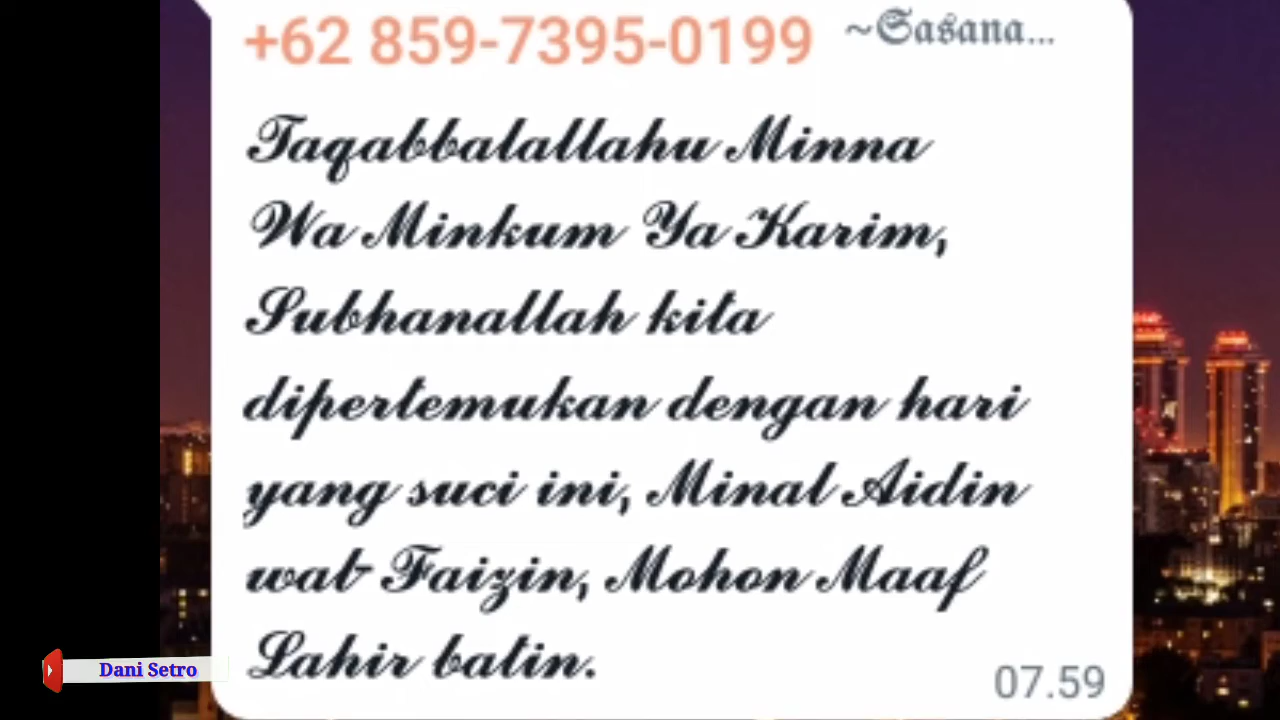 +62 859-7395-0199 ~Sasana...
Taqabbalallahu Minna
Wa Minkum Ya Karim,
Subhanallah kita
dipertemukan dengan hari
yang suci ini, Minal Aidin
wal Faizin, Mohon Maaf
Lahir batin.
07.59
Dani Setro